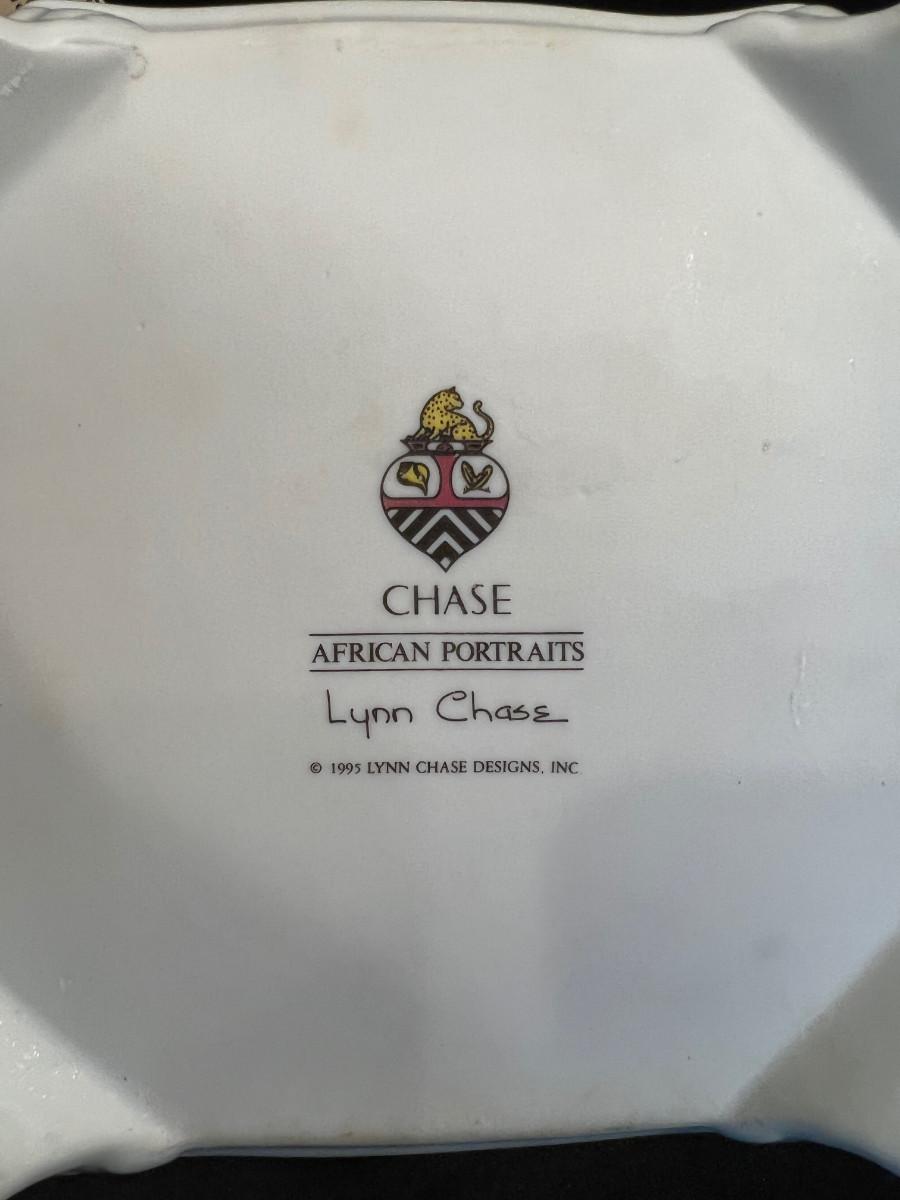 CHASE
AFRICAN PORTRAITS
Lynn Chase
© 1995 LYNN CHASE DESIGNS, INC